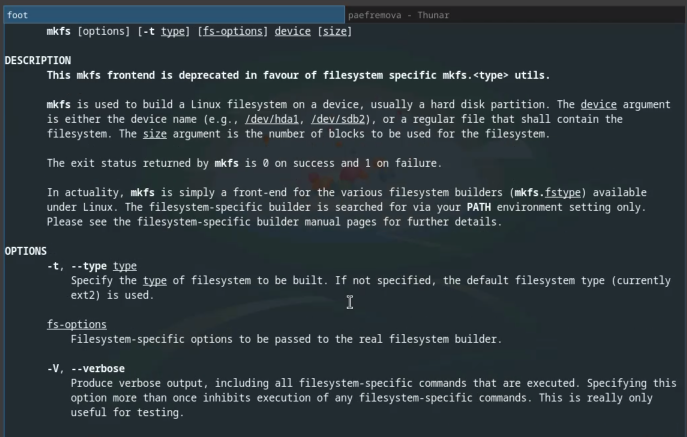 foot
paefremova - Thunar
mkfs [options] [-t type] [fs-options] device [size]
DESCRIPTION
This mkfs frontend is deprecated in favour of filesystem specific mkfs.<type> utils.
mkfs is used to build a Linux filesystem on a device, usually a hard disk partition. The device argument
is either the device name (e.g., /dev/hda1, /dev/sdb2), or a regular file that shall contain the
filesystem. The size argument is the number of blocks to be used for the filesystem.
The exit status returned by mkfs is 0 on success and 1 on failure.
In actuality, mkfs is simply a front-end for the various filesystem builders (mkfs.fstype) available
under Linux. The filesystem-specific builder is searched for via your PATH environment setting only.
Please see the filesystem-specific builder manual pages for further details.
OPTIONS
-t, --type type
Specify the type of filesystem to be built. If not specified, the default filesystem type (currently
ext2) is used.
fs-options
Filesystem-specific options to be passed to the real filesystem builder.
-V, --verbose
Produce verbose output, including all filesystem-specific commands that are executed. Specifying this
option more than once inhibits execution of any filesystem-specific commands. This is really only
useful for testing.